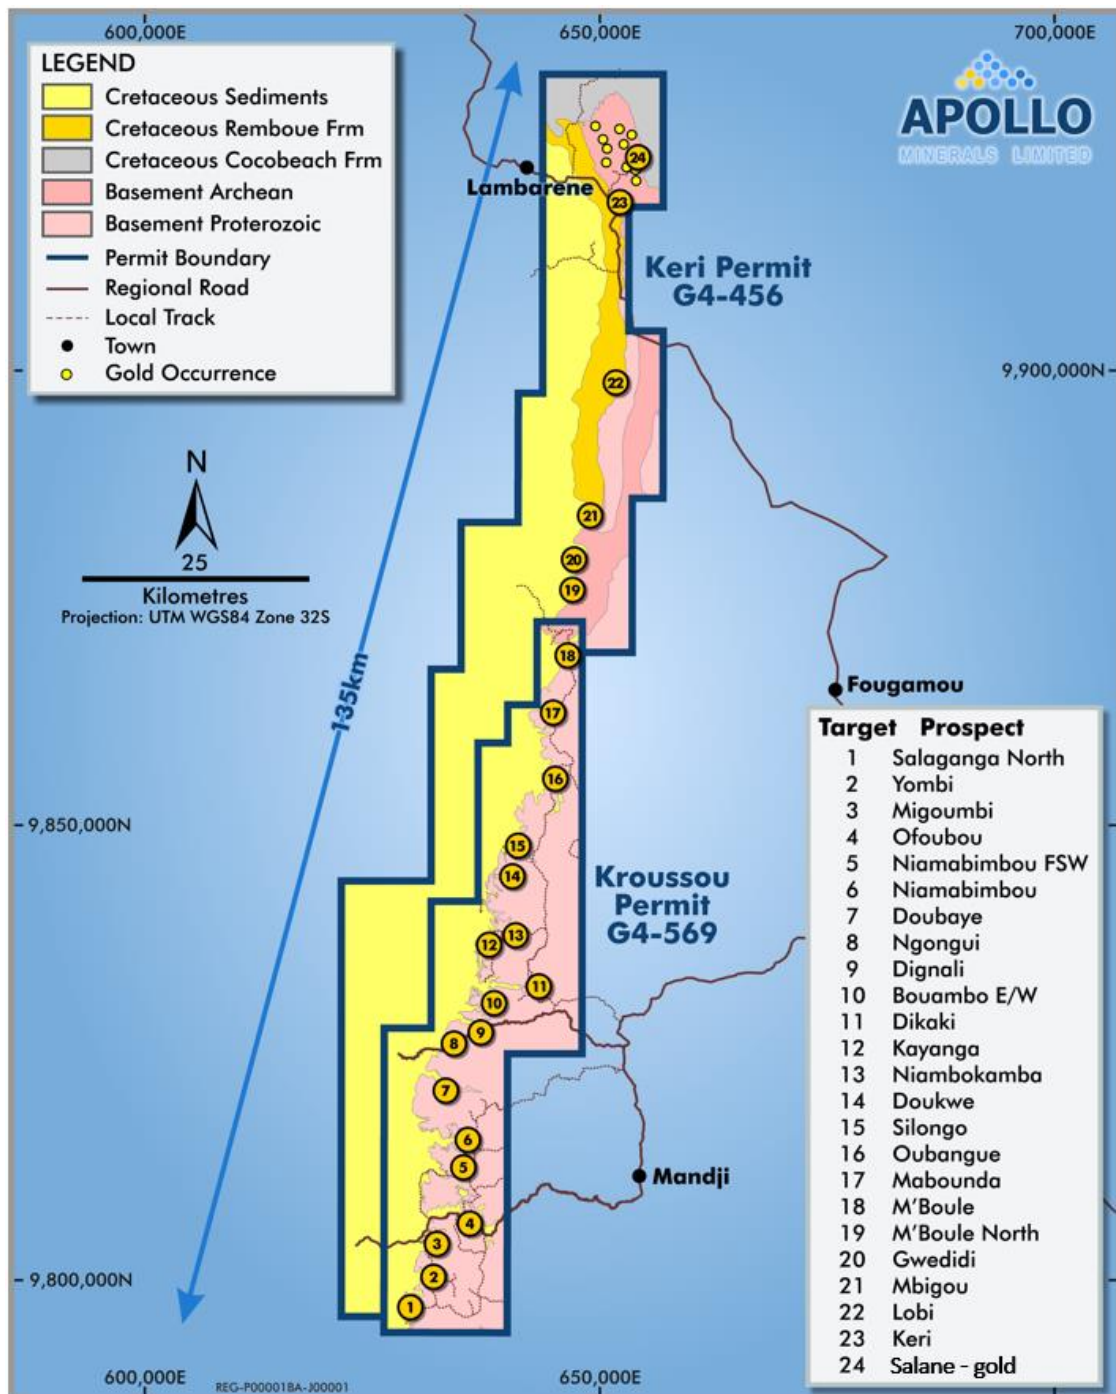 600,000E
650,000E
700,000E
LEGEND
Cretaceous Sediments
Cretaceous Remboue Frm
Cretaceous Cocobeach Frm
Basement Archean
Basement Proterozoic
Permit Boundary
Regional Road
Local Track
Town
Gold Occurrence
APOLLO
MINERALS LIMITED
24
Lambarene
23
Keri Permit
G4-456
9,900,000N
22
N
25
Kilometres
Projection: UTM WGS84 Zone 32S
21
20
19
18
135km
Fougamou
17
16
9,850,000N
15
14
Kroussou
Permit
G4-569
13
12
11
10
9
8
7
6
5
Mandji
4
3
9,800,000N
2
1
Target Prospect
1 Salaganga North
2 Yombi
3 Migoumbi
4 Ofoubou
5 Niamabimbou FSW
6 Niamabimbou
7 Doubaye
8 Ngongui
9 Dignali
10 Bouambo E/W
11 Dikaki
12 Kayanga
13 Niambokamba
14 Doukwe
15 Silongo
16 Oubangue
17 Mabounda
18 M'Boule
19 M'Boule North
20 Gwedidi
21 Mbigou
22 Lobi
23 Keri
24 Salane - gold
600,000E
REG-P00001BA-J00001
650,000E